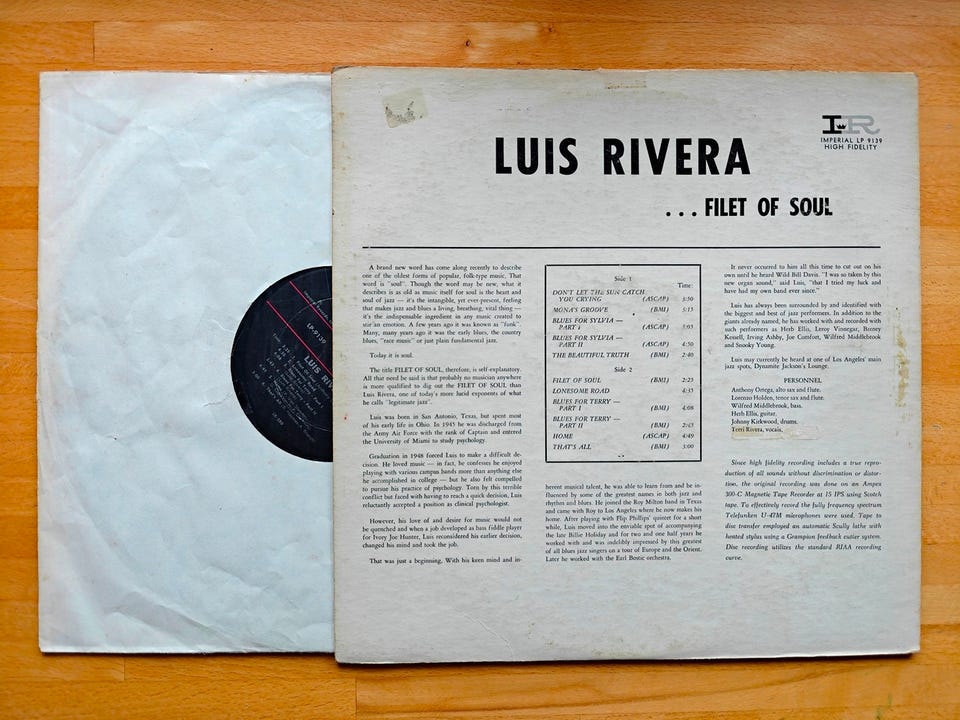 LUIS RIVERA
...FILET OF SOUL
IR
IMPERIAL LP 9139
HIGH FIDELITY
LP-9139
LUIS RI
A brand new word has come along recently to describe
one of the oldest forms of popular, folk-type music. That
word is "soul". Though the word may be new, what it
describes is as old as music itself for soul is the heart and
soul of jazz — it's the intangible, yet ever-present, feeling
that makes jazz and blues a living, breathing, vital thing —
it's the indispensable ingredient in any music created to
stir an emotion. A few years ago it was known as "funk".
Many, many years ago it was the early blues, the country
blues, "race music" or just plain fundamental jazz.
Today it is soul.
The title FILET OF SOUL, therefore, is self-explanatory.
All that need be said is that probably no musician anywhere
is more qualified to dig out the FILET OF SOUL than
Luis Rivera, one of today's more lucid exponents of what
he calls "legitimate jazz".
Luis was born in San Antonio, Texas, but spent most
of his early life in Ohio. In 1945 he was discharged from
the Army Air Force with the rank of Captain and entered
the University of Miami to study psychology.
Graduation in 1948 forced Luis to make a difficult de-
cision. He loved music — in fact, he confesses he enjoyed
playing with various campus bands more than anything else
he accomplished in college — but he also felt compelled
to pursue his practice of psychology. Torn by this terrible
conflict but faced with having to reach a quick decision, Luis
reluctantly accepted a position as clinical psychologist.
However, his love of and desire for music would not
be quenched and when a job developed as bass fiddle player
for Ivory Joe Hunter, Luis reconsidered his earlier decision,
changed his mind and took the job.
That was just a beginning. With his keen mind and in-
Side 1
Time:
DON'T LET THE SUN CATCH
YOU CRYING (ASCAP) 3:50
MONA'S GROOVE (BMI) 3:15
BLUES FOR SYLVIA —
PART I (ASCAP) 3:05
BLUES FOR SYLVIA —
PART II (ASCAP) 4:50
THE BEAUTIFUL TRUTH (BMI) 2:40
Side 2
FILET OF SOUL (BMI) 2:23
LONESOME ROAD 4:35
BLUES FOR TERRY —
PART I (BMI) 4:08
BLUES FOR TERRY —
PART II (BMI) 2:43
HOME (ASCAP) 4:49
THAT'S ALL (BMI) 3:00
herent musical talent, he was able to learn from and be in-
fluenced by some of the greatest names in both jazz and
rhythm and blues. He joined the Roy Milton band in Texas
and came with Roy to Los Angeles where he now makes his
home. After playing with Flip Phillips' quintet for a short
while, Luis moved into the enviable spot of accompanying
the late Billie Holiday and for two and one half years he
worked with and was indelibly impressed by this greatest
of all blues jazz singers on a tour of Europe and the Orient.
Later he worked with the Earl Bostic orchestra.
It never occurred to him all this time to cut out on his
own until he heard Wild Bill Davis. "I was so taken by this
new organ sound," said Luis, "that I tried my luck and
have had my own band ever since."
Luis has always been surrounded by and identified with
the biggest and best of jazz performers. In addition to the
giants already named, he has worked with and recorded with
such performers as Herb Ellis, Leroy Vinnegar, Barney
Kessell, Irving Ashby, Joe Comfort, Wilfred Middlebrook
and Snooky Young.
Luis may currently be heard at one of Los Angeles' main
jazz spots, Dynamite Jackson's Lounge.
PERSONNEL
Anthony Ortega, alto sax and flute.
Lorenzo Holden, tenor sax and flute.
Wilfred Middlebrook, bass.
Herb Ellis, guitar.
Johnny Kirkwood, drums.
Terri Rivera, vocals.
Since high fidelity recording includes a true repro-
duction of all sounds without discrimination or distor-
tion, the original recording was done on an Ampex
300-C Magnetic Tape Recorder at 15 IPS using Scotch
tape. To effectively record the fully frequency spectrum
Telefunken U-47M microphones were used. Tape to
disc transfer employed an automatic Scully lathe with
heated stylus using a Grampion feedback cutter system.
Disc recording utilizes the standard RIAA recording
curve.